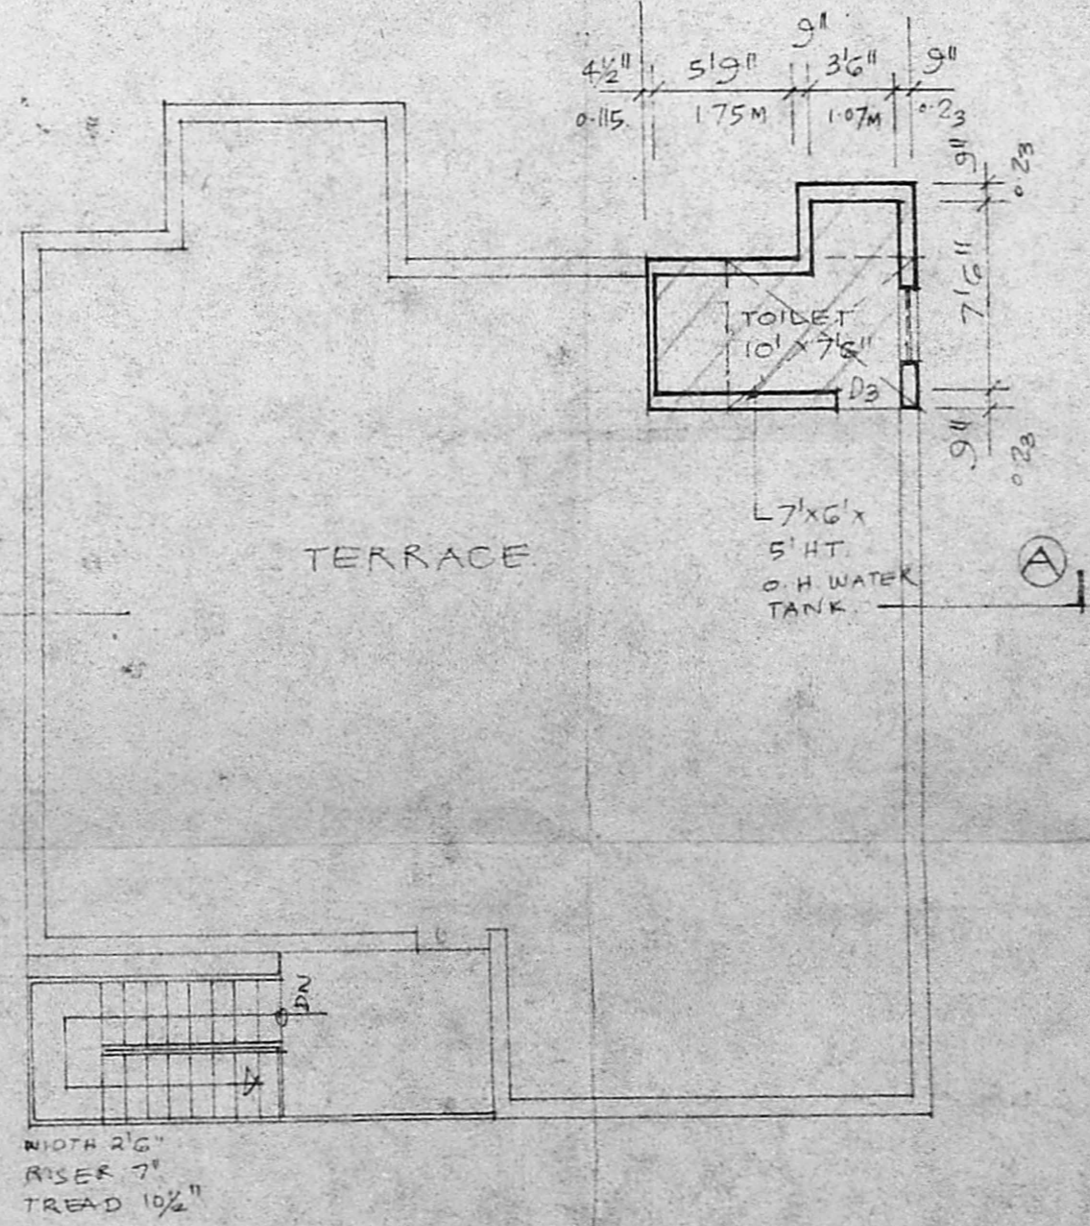 9"
4½" 5'9" 3'6" 9"
0.115 1.75M 1.07M 0.23
9" 0.23
7'6"
TOILET
10' x 7'6"
D3
9" 0.23
7'x6'x
5' HT
O.H WATER
TANK.
A
TERRACE
DN
WIDTH 2'6"
RISER 7"
TREAD 10½"